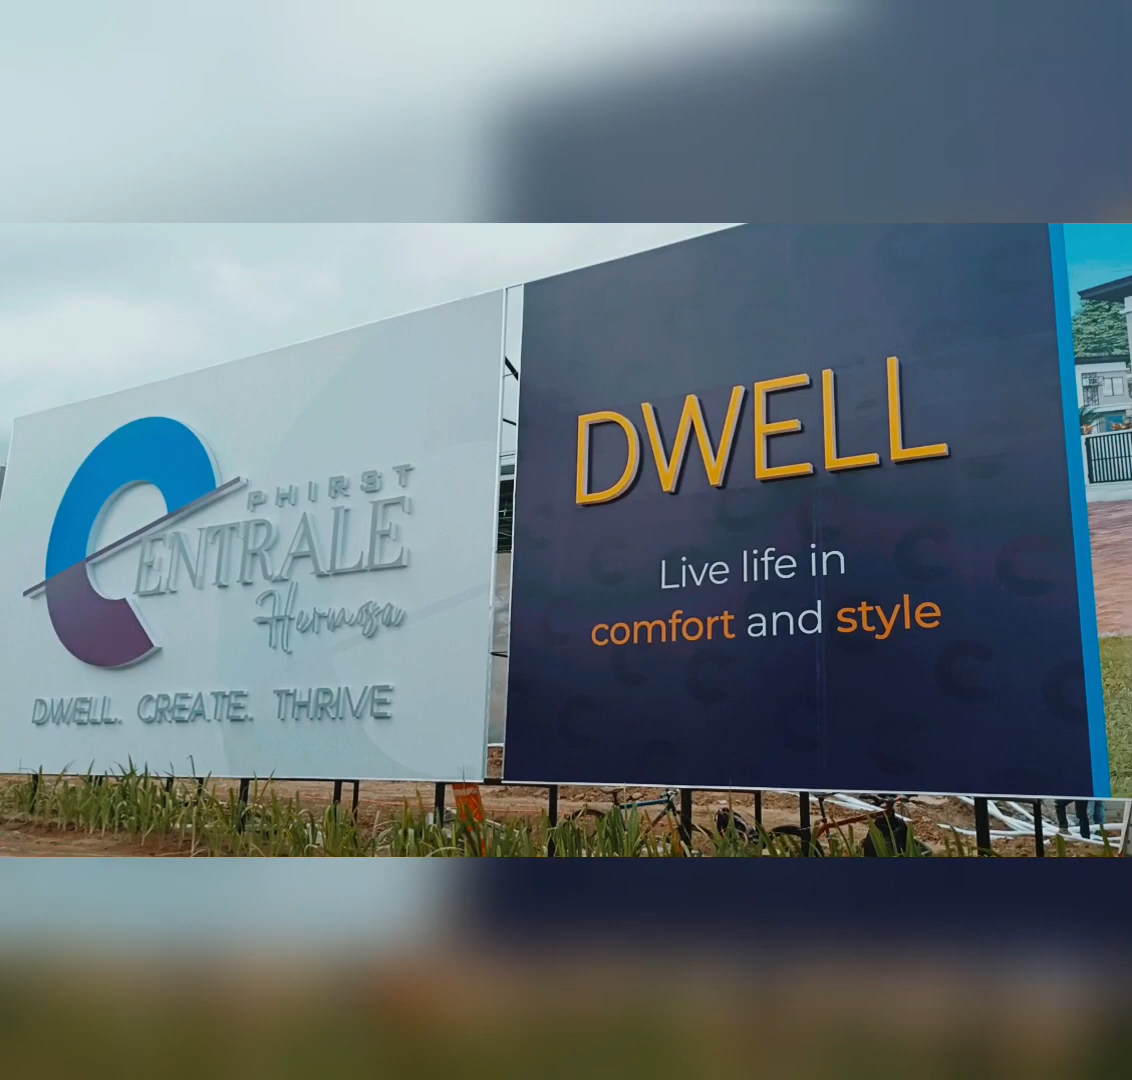 PHIRST
CENTRALE
Hermosa
DWELL. CREATE. THRIVE
DWELL
Live life in
comfort and style